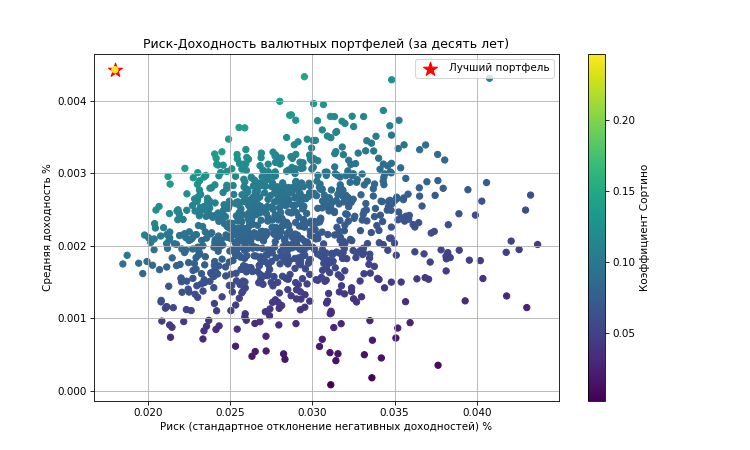 Риск-Доходность валютных портфелей (за десять лет)
Лучший портфель
Средняя доходность %
0.004
0.003
0.002
0.001
0.000
0.020 0.025 0.030 0.035 0.040
Риск (стандартное отклонение негативных доходностей) %
0.20
0.15
0.10
0.05
Коэффициент Сортино